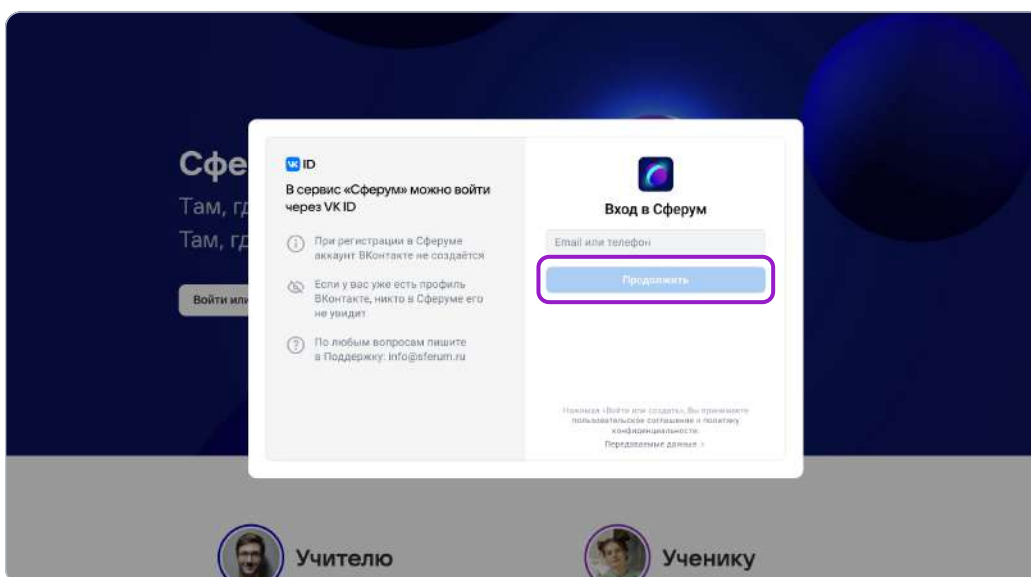 Сфе
Там, гд
Там, гд
Войти или
VK ID
В сервис «Сферум» можно войти
через VK ID
При регистрации в Сферуме
аккаунт ВКонтакте не создаётся
Если у вас уже есть профиль
ВКонтакте, никто в Сферуме его
не увидит
По любым вопросам пишите
в Поддержку: info@sferum.ru
Вход в Сферум
Email или телефон
Продолжить
Нажимая «Войти или создать», Вы принимаете
пользовательское соглашение и политику
конфиденциальности.
Передаваемые данные >
Учителю
Ученику